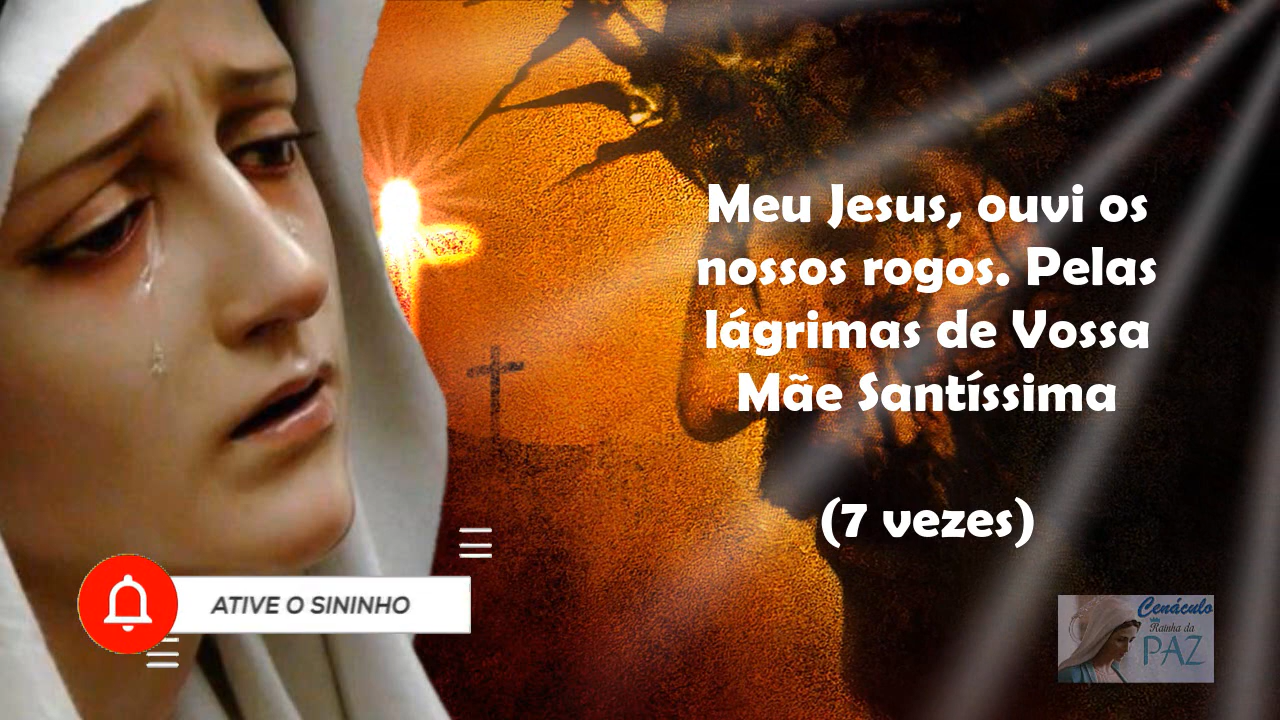 Meu Jesus, ouvi os
nossos rogos. Pelas
lágrimas de Vossa
Mãe Santíssima
(7 vezes)
ATIVE O SININHO
Cenáculo
Rainha da
PAZ